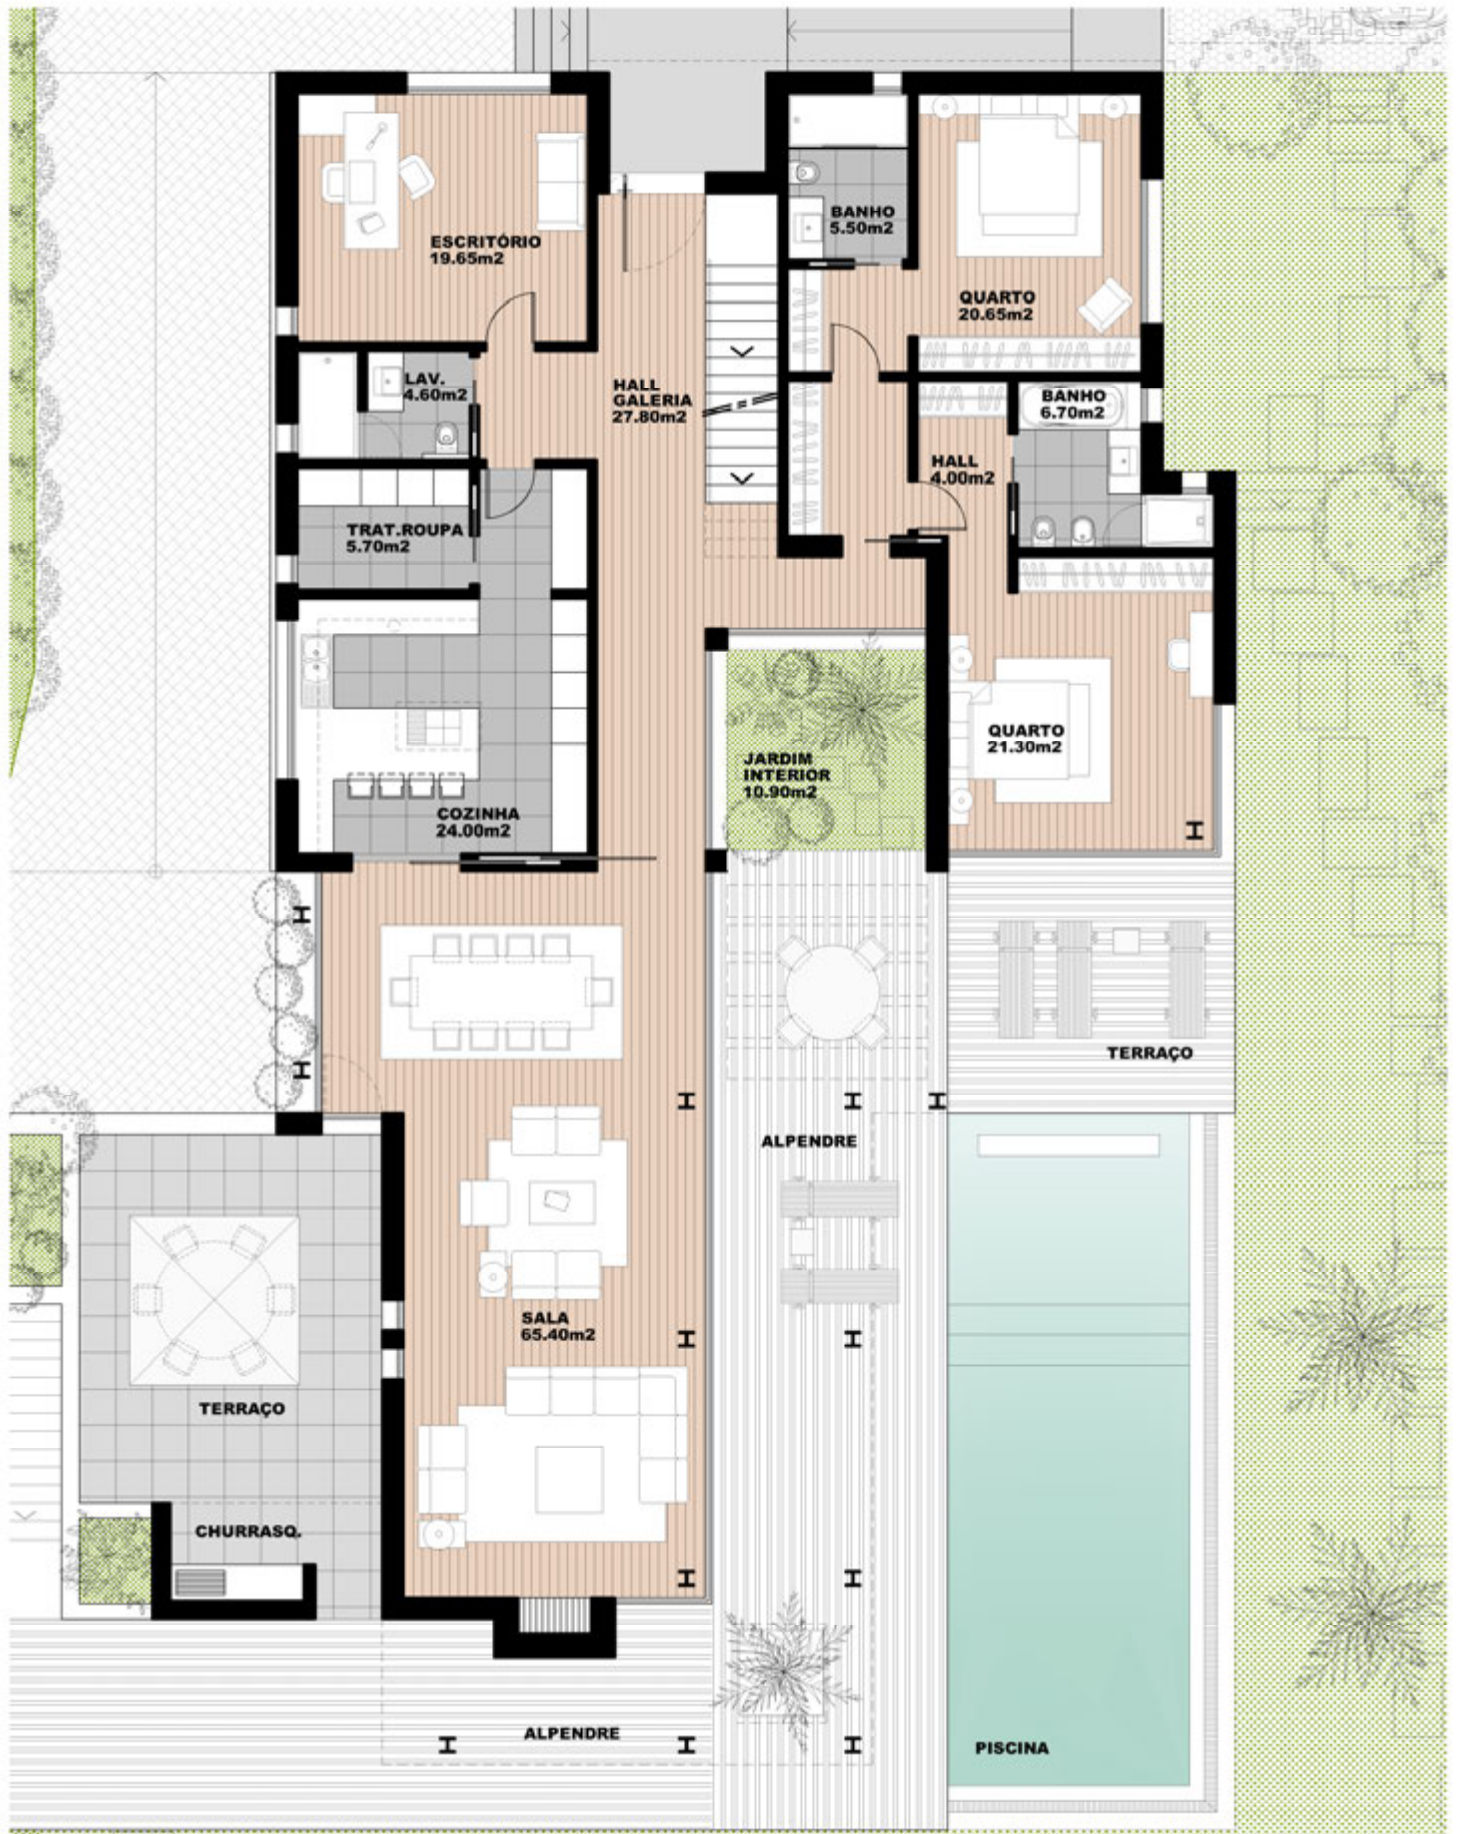 ESCRITÓRIO
19.65m2
BANHO
5.50m2
QUARTO
20.65m2
LAV.
4.60m2
HALL
GALERIA
27.80m2
BANHO
6.70m2
HALL
4.00m2
TRAT.ROUPA
5.70m2
QUARTO
21.30m2
JARDIM
INTERIOR
10.90m2
COZINHA
24.00m2
TERRAÇO
ALPENDRE
SALA
65.40m2
TERRAÇO
CHURRASQ.
ALPENDRE
PISCINA